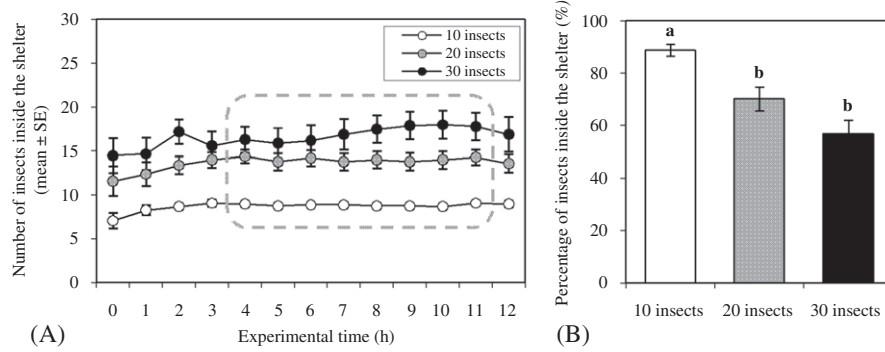 30
25
20
15
10
5
0
Number of insects inside the shelter
(mean ± SE)
10 insects
20 insects
30 insects
0 1 2 3 4 5 6 7 8 9 10 11 12
Experimental time (h)
(A)
100
80
60
40
20
0
Percentage of insects inside the shelter (%)
a
b
b
10 insects 20 insects 30 insects
(B)